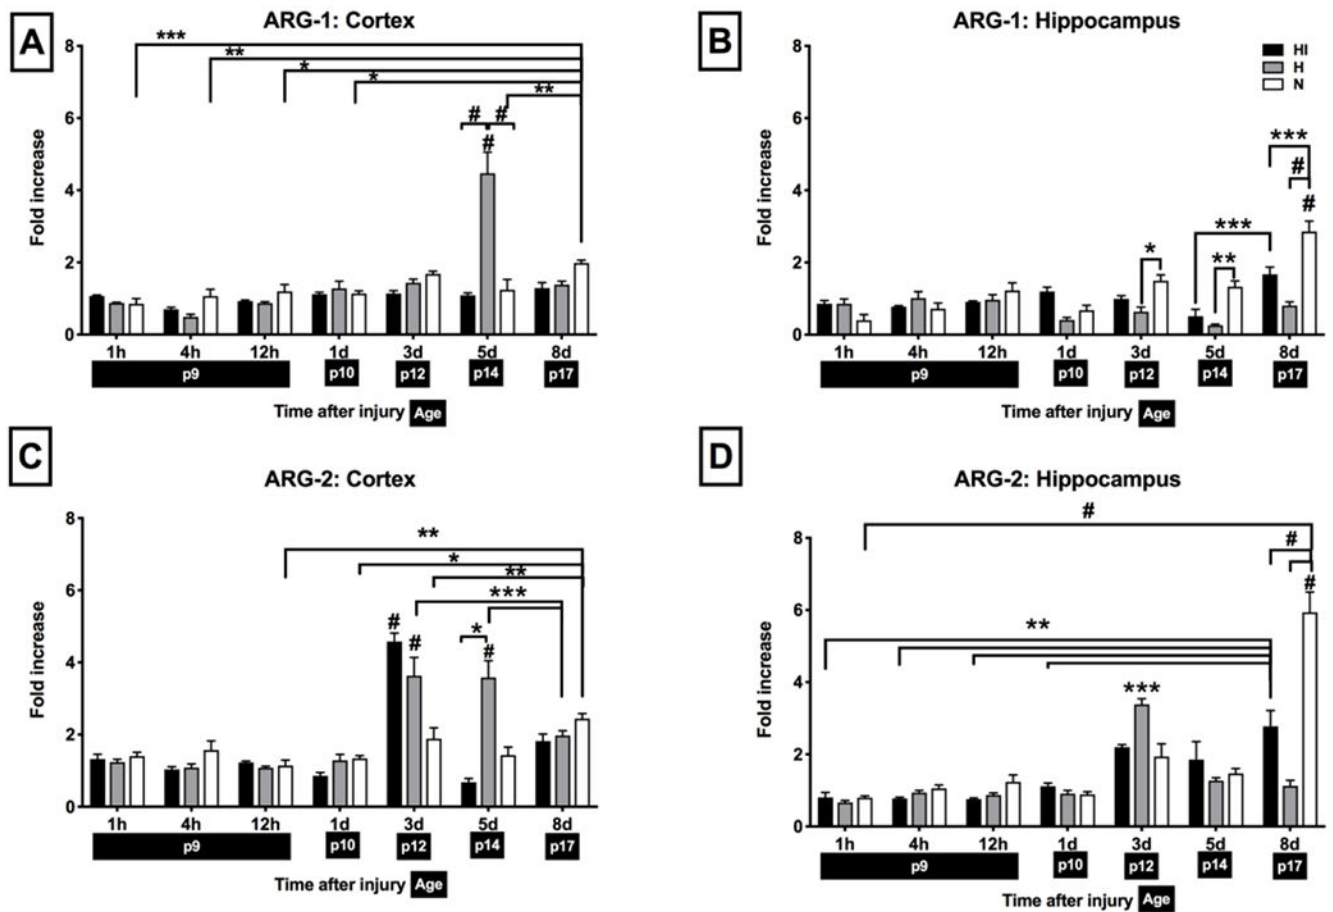 A
ARG-1: Cortex
***
**
*
*
**
# #
#
Fold increase
8
6
4
2
0
1h 4h 12h 1d 3d 5d 8d
p9 p10 p12 p14 p17
Time after injury Age
B
ARG-1: Hippocampus
HI
H
N
***
#
#
***
*
**
Fold increase
8
6
4
2
0
1h 4h 12h 1d 3d 5d 8d
p9 p10 p12 p14 p17
Time after injury Age
C
ARG-2: Cortex
**
*
**
***
# # * #
Fold increase
8
6
4
2
0
1h 4h 12h 1d 3d 5d 8d
p9 p10 p12 p14 p17
Time after injury Age
D
ARG-2: Hippocampus
#
#
#
**
***
Fold increase
8
6
4
2
0
1h 4h 12h 1d 3d 5d 8d
p9 p10 p12 p14 p17
Time after injury Age